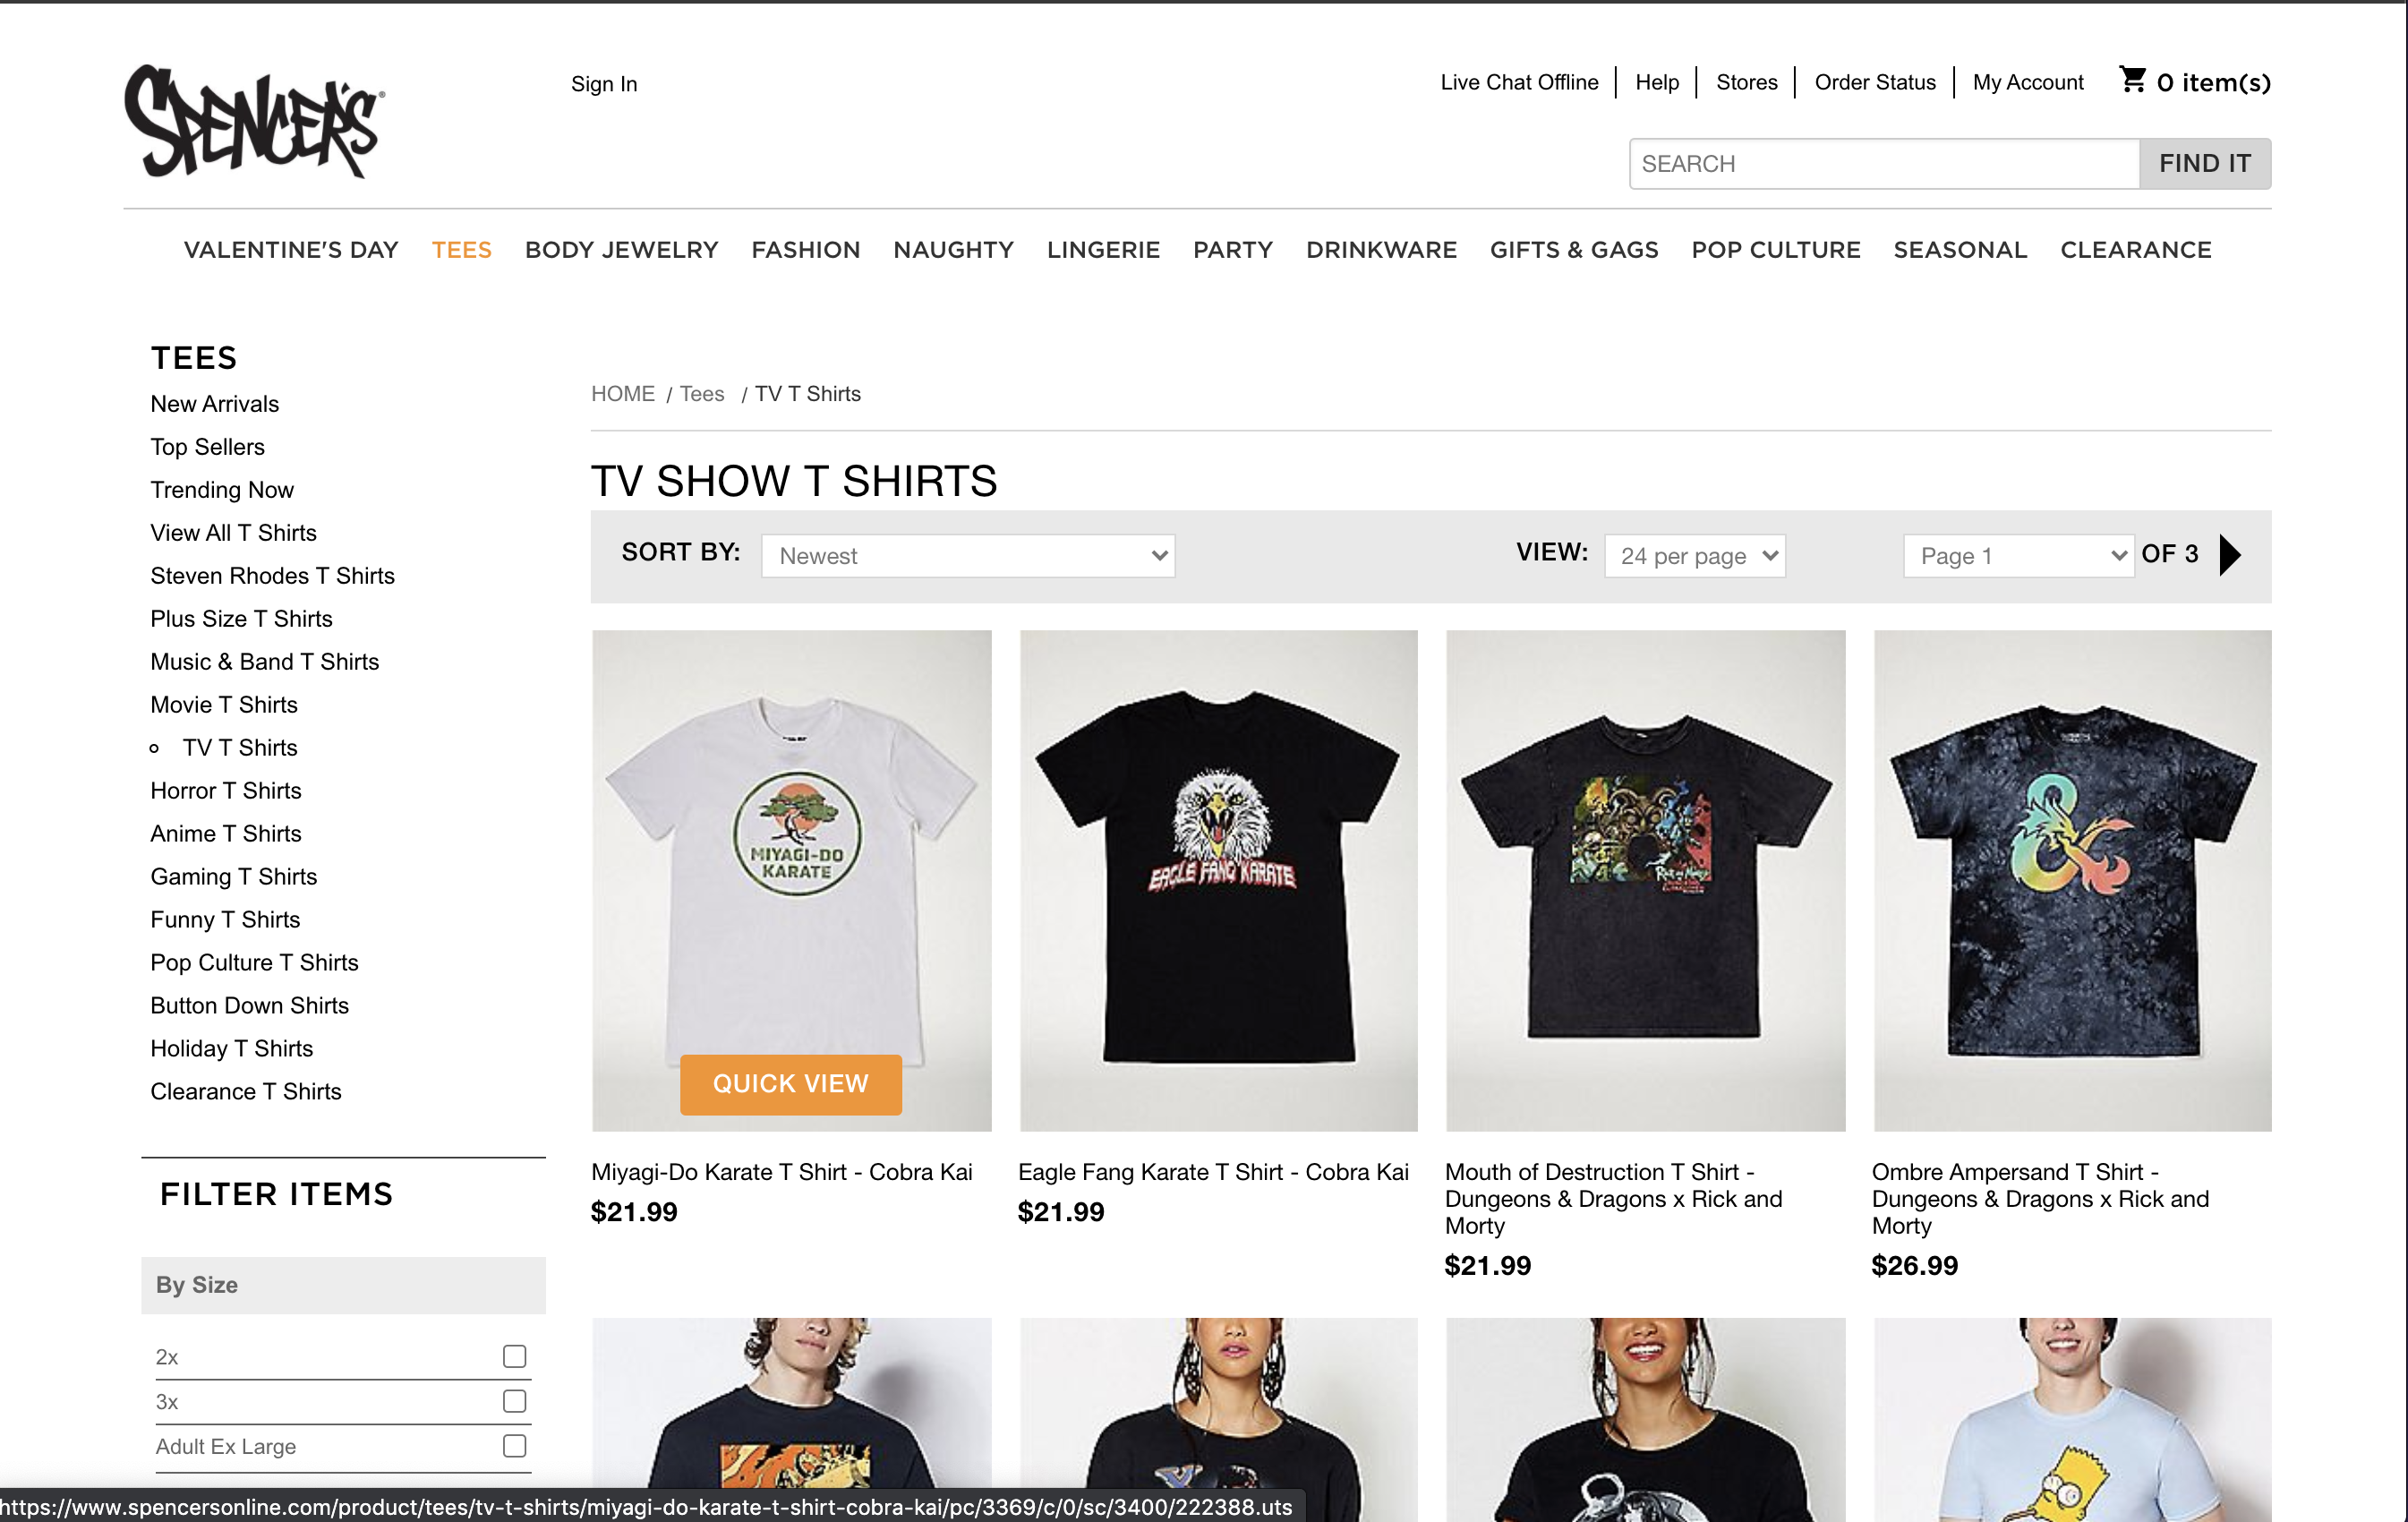 SPENCER'S
Sign In
Live Chat Offline
Help
Stores
Order Status
My Account
0 item(s)
SEARCH
FIND IT
VALENTINE'S DAY
TEES
BODY JEWELRY
FASHION
NAUGHTY
LINGERIE
PARTY
DRINKWARE
GIFTS & GAGS
POP CULTURE
SEASONAL
CLEARANCE
TEES
New Arrivals
Top Sellers
Trending Now
View All T Shirts
Steven Rhodes T Shirts
Plus Size T Shirts
Music & Band T Shirts
Movie T Shirts
TV T Shirts
Horror T Shirts
Anime T Shirts
Gaming T Shirts
Funny T Shirts
Pop Culture T Shirts
Button Down Shirts
Holiday T Shirts
Clearance T Shirts
FILTER ITEMS
By Size
2x
3x
Adult Ex Large
HOME / Tees / TV T Shirts
TV SHOW T SHIRTS
SORT BY: Newest
VIEW: 24 per page
Page 1 OF 3
MIYAGI-DO
KARATE
QUICK VIEW
EAGLE FANG KARATE
Rick and Morty
Miyagi-Do Karate T Shirt - Cobra Kai
$21.99
Eagle Fang Karate T Shirt - Cobra Kai
$21.99
Mouth of Destruction T Shirt -
Dungeons & Dragons x Rick and
Morty
$21.99
Ombre Ampersand T Shirt -
Dungeons & Dragons x Rick and
Morty
$26.99
https://www.spencersonline.com/product/tees/tv-t-shirts/miyagi-do-karate-t-shirt-cobra-kai/pc/3369/c/0/sc/3400/222388.uts